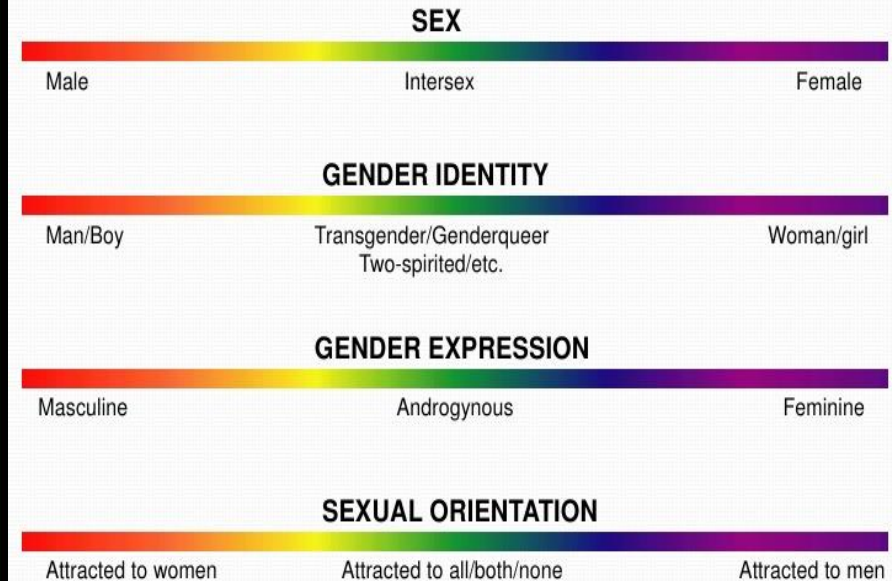 SEX
Male Intersex Female
GENDER IDENTITY
Man/Boy Transgender/Genderqueer Woman/girl
Two-spirited/etc.
GENDER EXPRESSION
Masculine Androgynous Feminine
SEXUAL ORIENTATION
Attracted to women Attracted to all/both/none Attracted to men